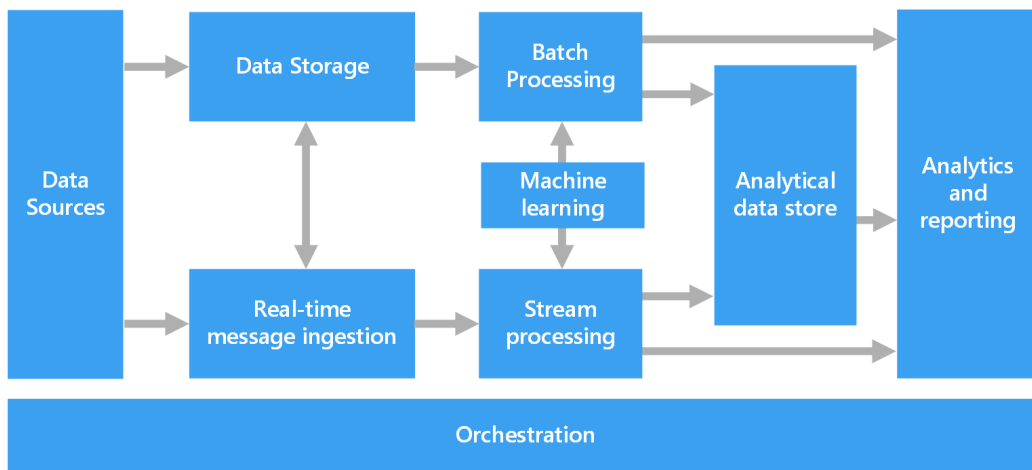 Data
Sources
Data Storage
Real-time
message ingestion
Batch
Processing
Machine
learning
Stream
processing
Analytical
data store
Analytics
and
reporting
Orchestration